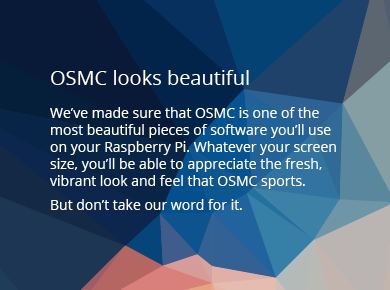 OSMC looks beautiful
We've made sure that OSMC is one of the
most beautiful pieces of software you'll use
on your Raspberry Pi. Whatever your screen
size, you'll be able to appreciate the fresh,
vibrant look and feel that OSMC sports.
But don't take our word for it.